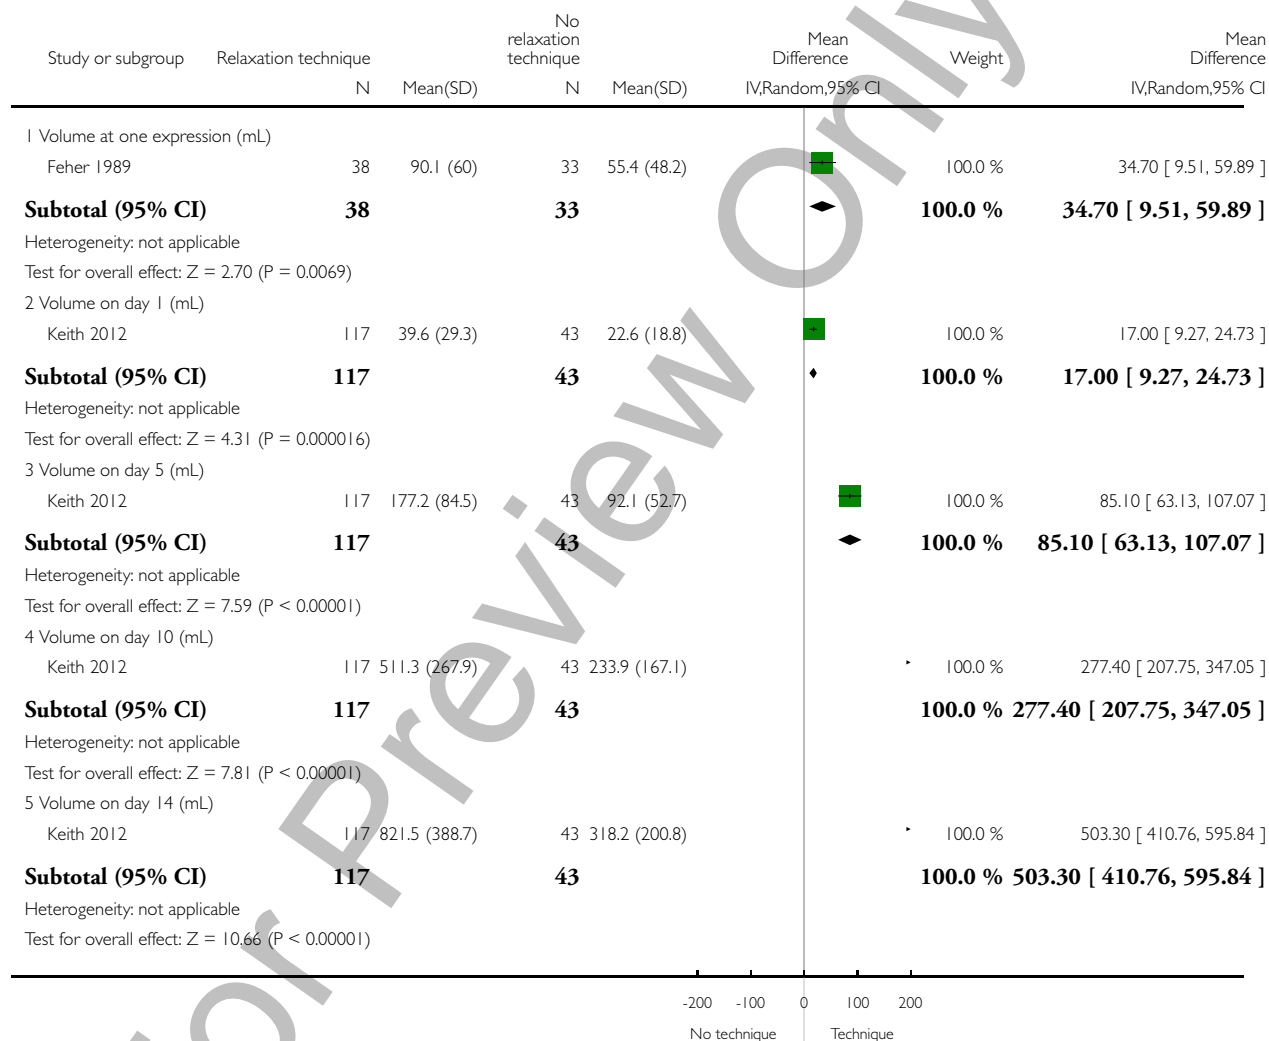 Study or subgroup Relaxation technique No relaxation technique Mean Difference Weight Mean Difference
N Mean(SD) N Mean(SD) IV,Random,95% CI IV,Random,95% CI
1 Volume at one expression (mL)
Feher 1989 38 90.1 (60) 33 55.4 (48.2) 100.0 % 34.70 [ 9.51, 59.89 ]
Subtotal (95% CI) 38 33 100.0 % 34.70 [ 9.51, 59.89 ]
Heterogeneity: not applicable
Test for overall effect: Z = 2.70 (P = 0.0069)
2 Volume on day 1 (mL)
Keith 2012 117 39.6 (29.3) 43 22.6 (18.8) 100.0 % 17.00 [ 9.27, 24.73 ]
Subtotal (95% CI) 117 43 100.0 % 17.00 [ 9.27, 24.73 ]
Heterogeneity: not applicable
Test for overall effect: Z = 4.31 (P = 0.000016)
3 Volume on day 5 (mL)
Keith 2012 117 177.2 (84.5) 43 92.1 (52.7) 100.0 % 85.10 [ 63.13, 107.07 ]
Subtotal (95% CI) 117 43 100.0 % 85.10 [ 63.13, 107.07 ]
Heterogeneity: not applicable
Test for overall effect: Z = 7.59 (P < 0.00001)
4 Volume on day 10 (mL)
Keith 2012 117 511.3 (267.9) 43 233.9 (167.1) 100.0 % 277.40 [ 207.75, 347.05 ]
Subtotal (95% CI) 117 43 100.0 % 277.40 [ 207.75, 347.05 ]
Heterogeneity: not applicable
Test for overall effect: Z = 7.81 (P < 0.00001)
5 Volume on day 14 (mL)
Keith 2012 117 821.5 (388.7) 43 318.2 (200.8) 100.0 % 503.30 [ 410.76, 595.84 ]
Subtotal (95% CI) 117 43 100.0 % 503.30 [ 410.76, 595.84 ]
Heterogeneity: not applicable
Test for overall effect: Z = 10.66 (P < 0.00001)
-200 -100 0 100 200
No technique Technique
or Preview Only